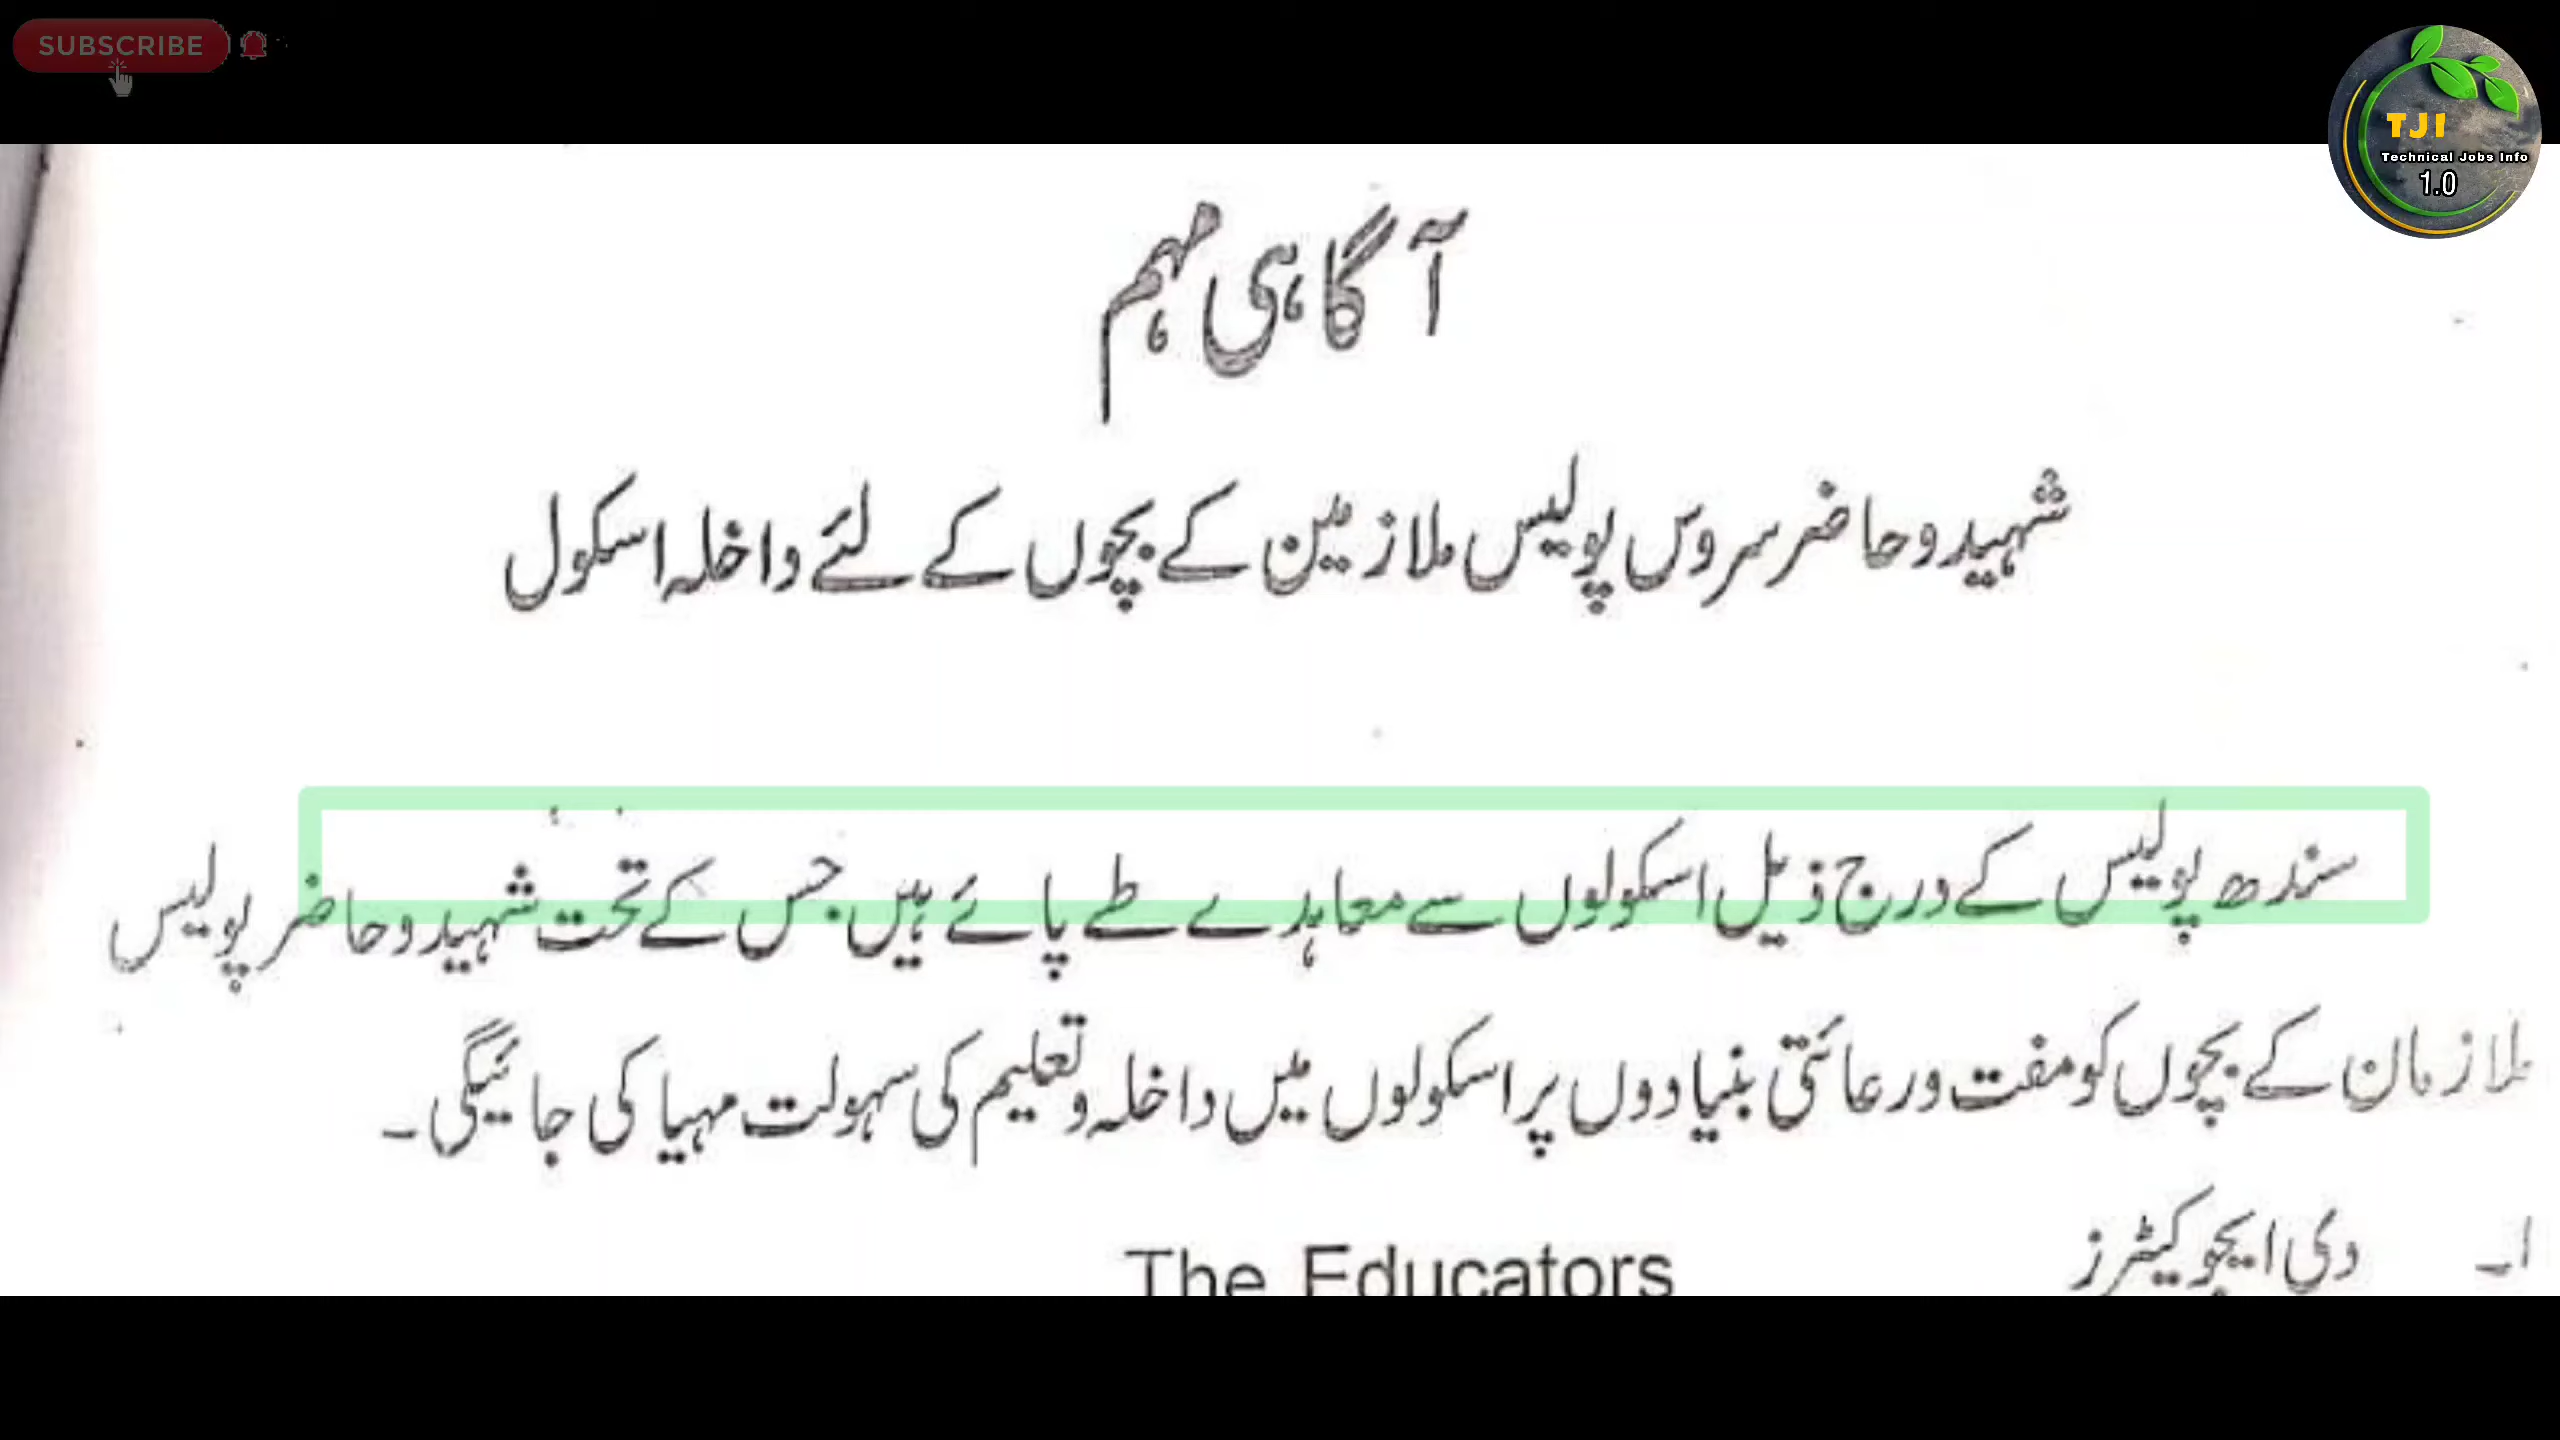 SUBSCRIBE
TJI
Technical Jobs Info
1.0
آگاہی مہم
شہید و حاضر سروس پولیس ملازمین کے بچوں کے لئے داخلہ اسکول
سندھ پولیس کے درج ذیل اسکولوں سے معاہدے طے پائے ہیں جس کے تحت شہید و حاضر پولیس
ملازمان کے بچوں کو مفت و رعائتی بنیادوں پر اسکولوں میں داخلہ و تعلیم کی سہولت مہیا کی جائیگی۔
۱۔ دی ایجوکیٹرز The Educators